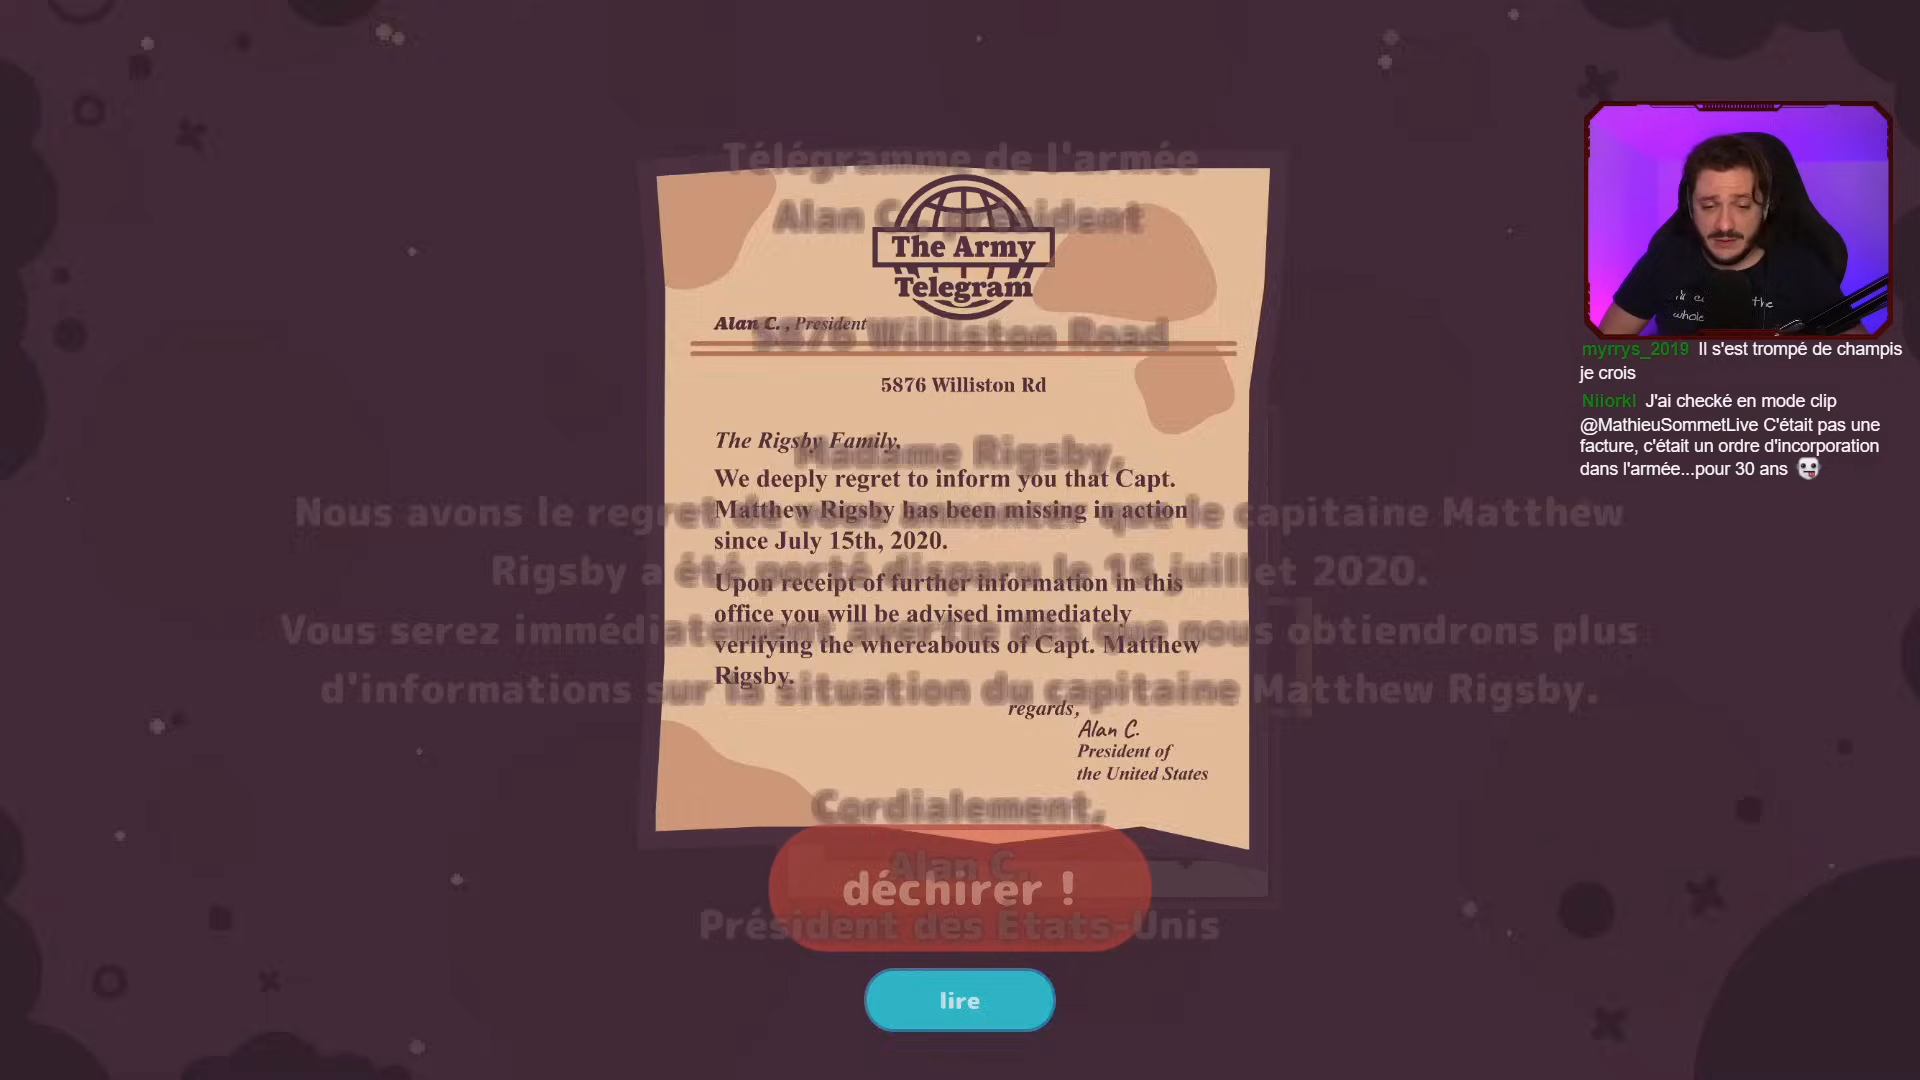 Télégramme de l'armée
Alan C., président
The Army
Telegram
Alan C. , President
5876 Williston Road
5876 Williston Rd
The Rigsby Family,
Madame Rigsby,
We deeply regret to inform you that Capt.
Matthew Rigsby has been missing in action
since July 15th, 2020.
Nous avons le regret de vous annoncer que le capitaine Matthew
Rigsby a été porté disparu le 15 juillet 2020.
Upon receipt of further information in this
office you will be advised immediately
verifying the whereabouts of Capt. Matthew
Rigsby.
Vous serez immédiatement avertie dès que nous obtiendrons plus
d'informations sur la situation du capitaine Matthew Rigsby.
regards,
Alan C.
President of
the United States
Cordialement,
Alan C.
Président des États-Unis
déchirer !
lire
myrrys_2019 Il s'est trompé de champis
je crois
Niiorkl J'ai checké en mode clip
@MathieuSommetLive C'était pas une
facture, c'était un ordre d'incorporation
dans l'armée...pour 30 ans